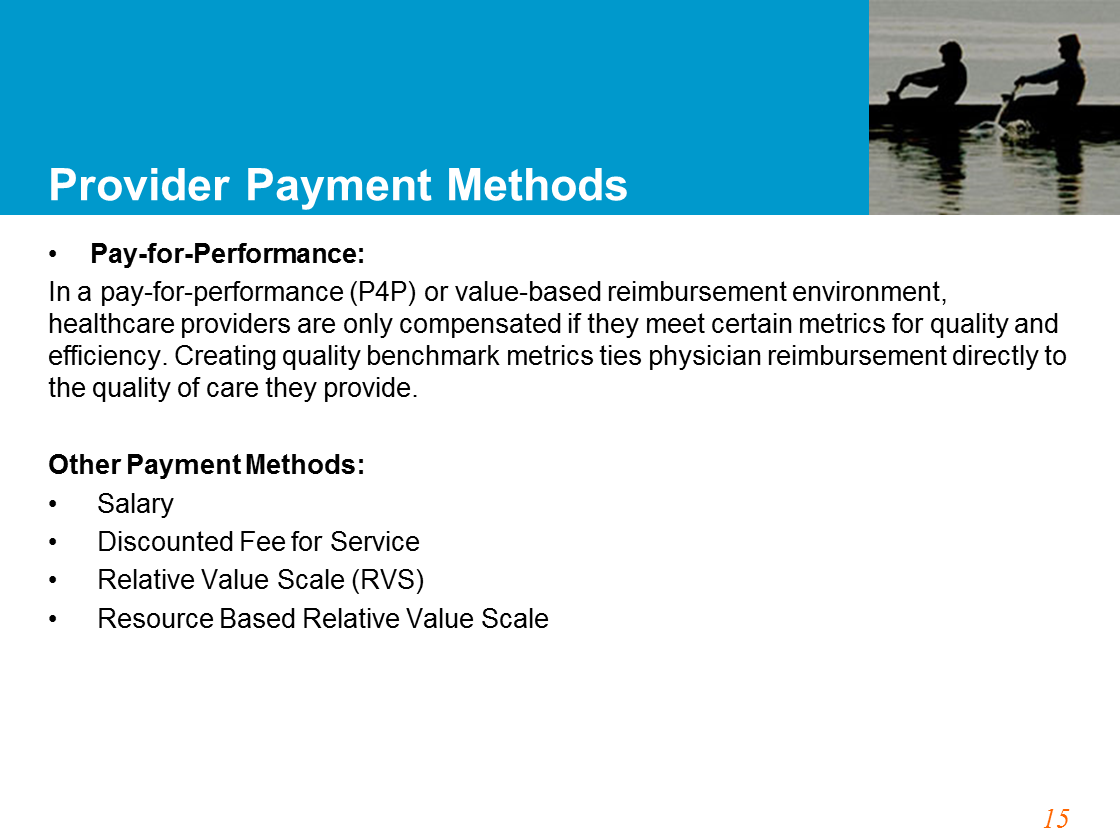 Provider Payment Methods
• Pay-for-Performance:
In a pay-for-performance (P4P) or value-based reimbursement environment,
healthcare providers are only compensated if they meet certain metrics for quality and
efficiency. Creating quality benchmark metrics ties physician reimbursement directly to
the quality of care they provide.
Other Payment Methods:
• Salary
• Discounted Fee for Service
• Relative Value Scale (RVS)
• Resource Based Relative Value Scale
15